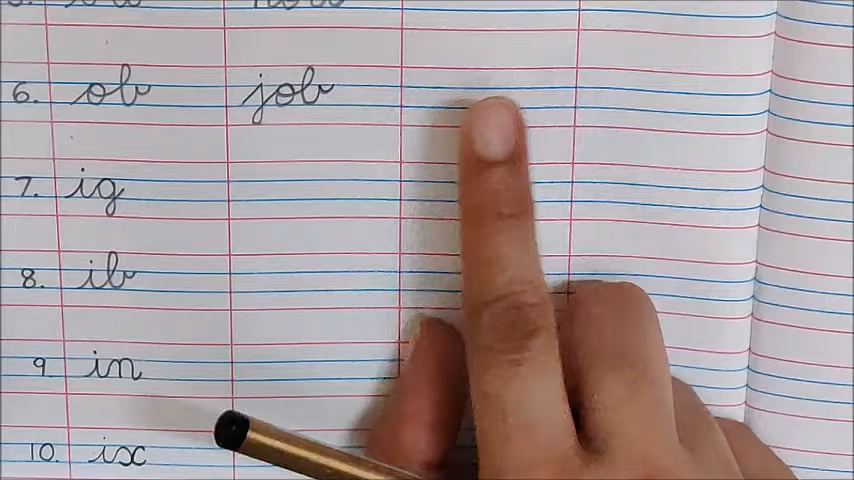 6. ob job
7. ig
8. ib
9. in
10. ix